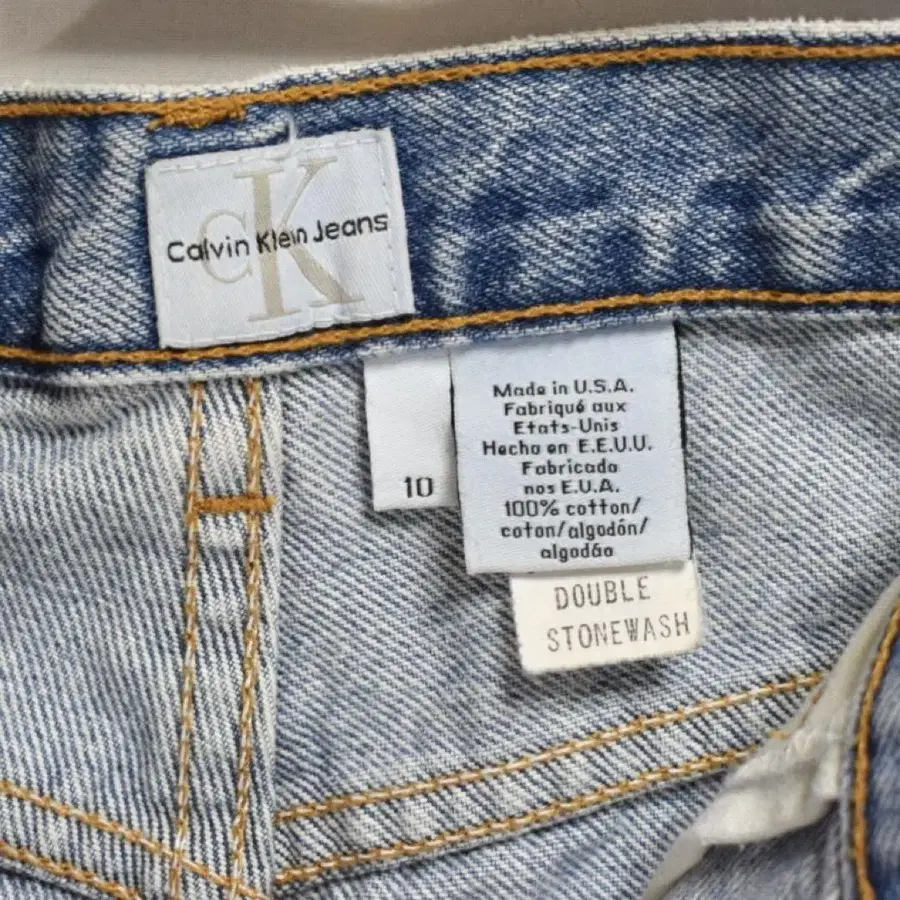 CK
Calvin Klein Jeans
10
Made in U.S.A.
Fabriqué aux
Etats-Unis
Hecho en E.E.U.U.
Fabricada
nos E.U.A.
100% cotton/
coton/algodón/
algodão
DOUBLE
STONEWASH